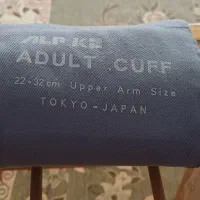 ALP-K2
ADULT CUFF
22-32cm Upper Arm Size
TOKYO-JAPAN